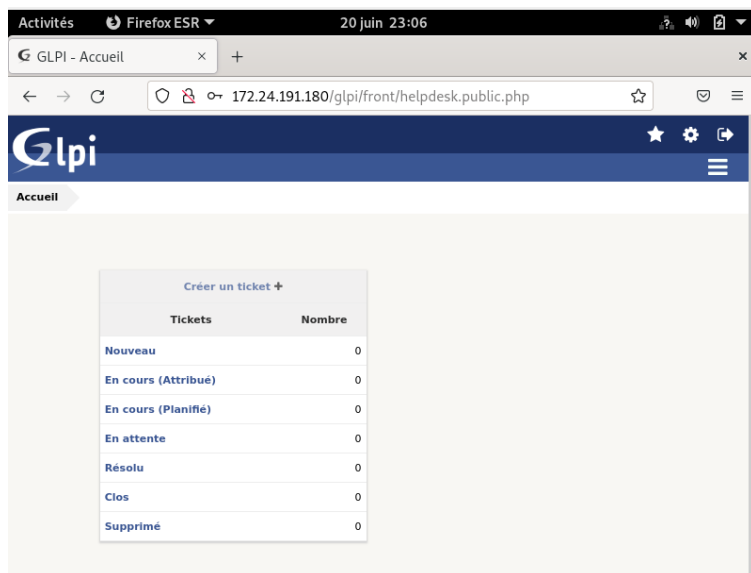 Activités Firefox ESR 20 juin 23:06
GLPI - Accueil
172.24.191.180/glpi/front/helpdesk.public.php
Glpi
Accueil
Créer un ticket +
Tickets Nombre
Nouveau 0
En cours (Attribué) 0
En cours (Planifié) 0
En attente 0
Résolu 0
Clos 0
Supprimé 0